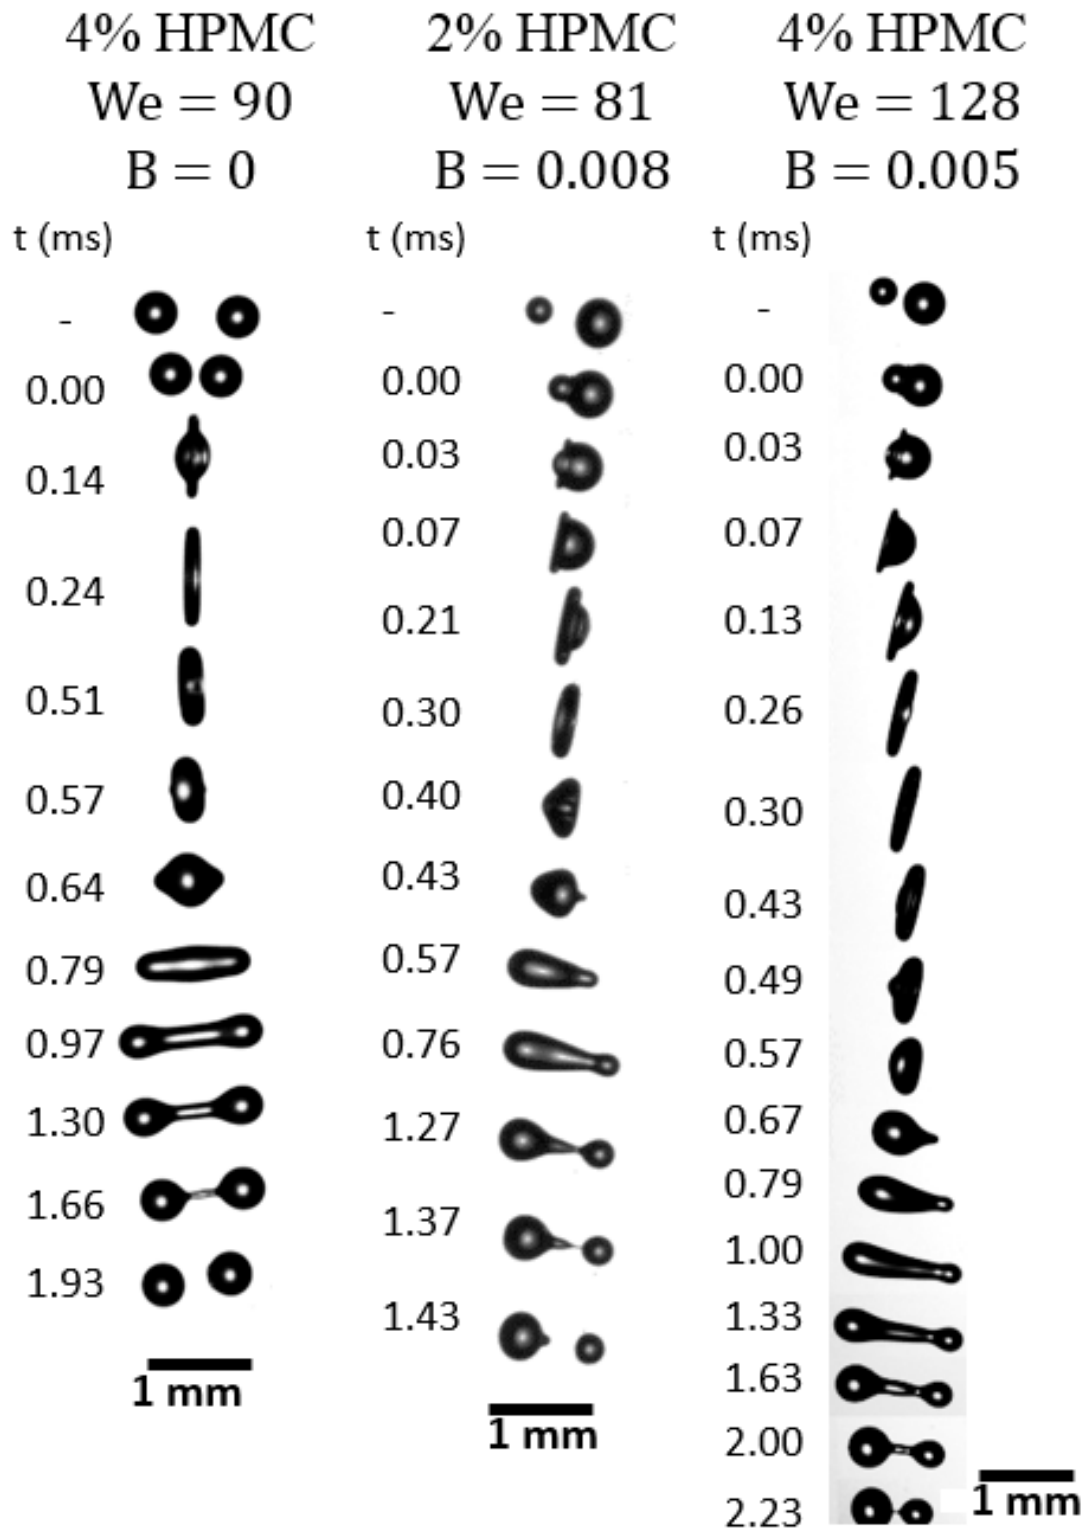 4% HPMC
We = 90
B = 0
t (ms)
-
0.00
0.14
0.24
0.51
0.57
0.64
0.79
0.97
1.30
1.66
1.93
1 mm
2% HPMC
We = 81
B = 0.008
t (ms)
-
0.00
0.03
0.07
0.21
0.30
0.40
0.43
0.57
0.76
1.27
1.37
1.43
1 mm
4% HPMC
We = 128
B = 0.005
t (ms)
-
0.00
0.03
0.07
0.13
0.26
0.30
0.43
0.49
0.57
0.67
0.79
1.00
1.33
1.63
2.00
2.23
1 mm